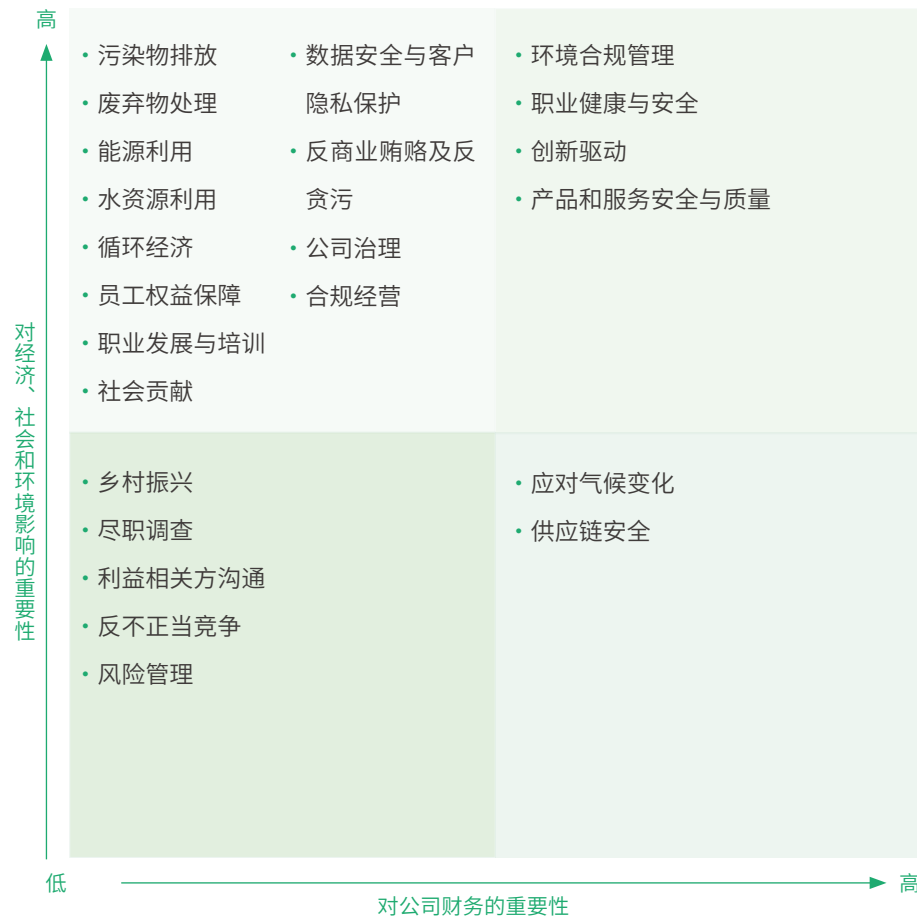 高
• 污染物排放
• 废弃物处理
• 能源利用
• 水资源利用
• 循环经济
• 员工权益保障
• 职业发展与培训
• 社会贡献
• 数据安全与客户
隐私保护
• 反商业贿赂及反
贪污
• 公司治理
• 合规经营
• 环境合规管理
• 职业健康与安全
• 创新驱动
• 产品和服务安全与质量
对经济、社会和环境影响的重要性
• 乡村振兴
• 尽职调查
• 利益相关方沟通
• 反不正当竞争
• 风险管理
• 应对气候变化
• 供应链安全
低
高
对公司财务的重要性